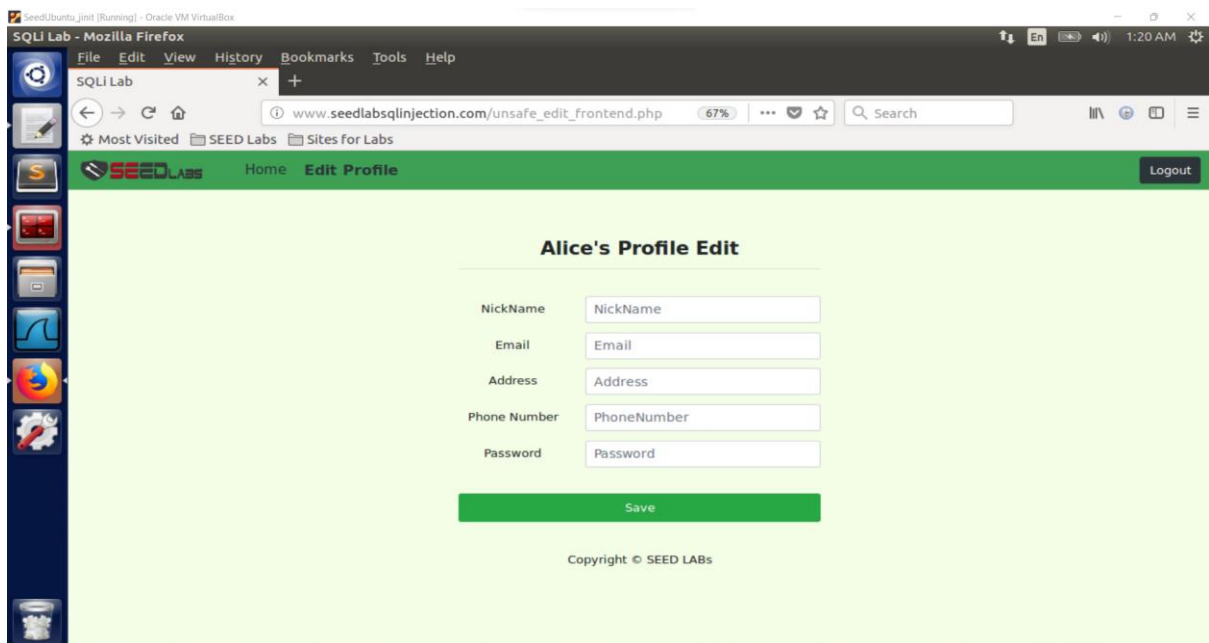 SeedUbuntu_jinit [Running] - Oracle VM VirtualBox
SQLi Lab - Mozilla Firefox En 1:20 AM
File Edit View History Bookmarks Tools Help
SQLi Lab
www.seedlabsqlinjection.com/unsafe_edit_frontend.php 67% Search
Most Visited SEED Labs Sites for Labs
SEEDLABS Home Edit Profile Logout
Alice's Profile Edit
NickName NickName
Email Email
Address Address
Phone Number PhoneNumber
Password Password
Save
Copyright © SEED LABs